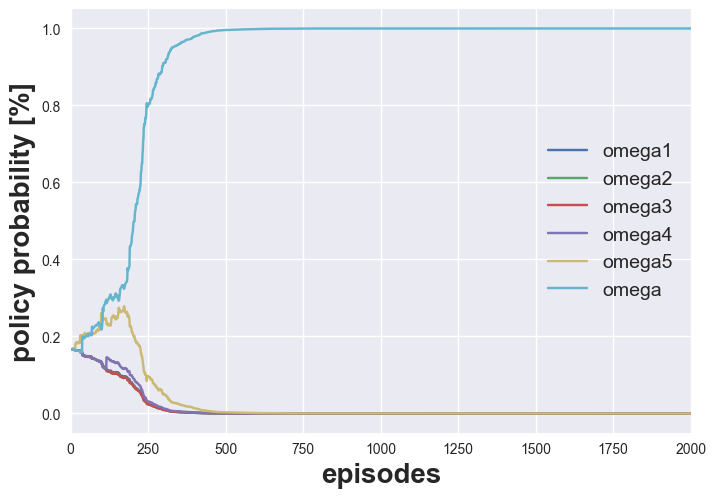 1.0
0.8
0.6
0.4
0.2
0.0
policy probability [%]
omega1
omega2
omega3
omega4
omega5
omega
0 250 500 750 1000 1250 1500 1750 2000
episodes